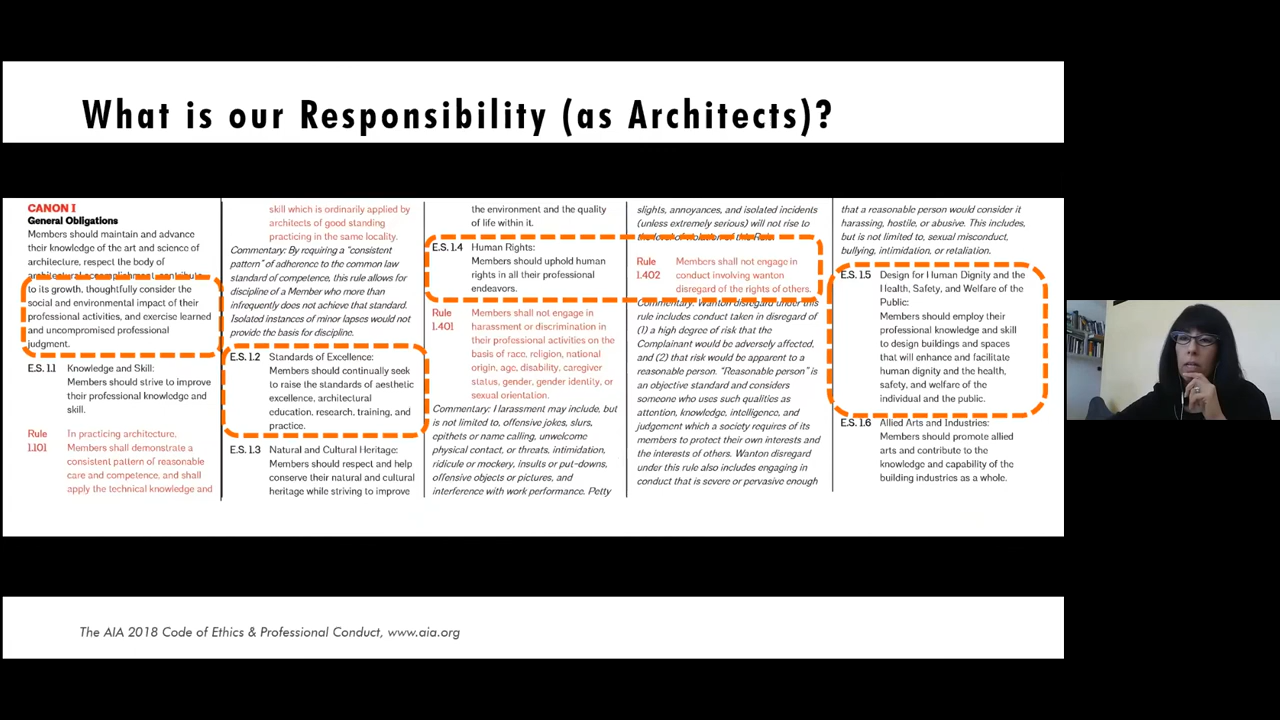 What is our Responsibility (as Architects)?
CANON I
General Obligations
Members should maintain and advance
their knowledge of the art and science of
architecture, respect the body of
architectural accomplishment, contribute
to its growth, thoughtfully consider the
social and environmental impact of their
professional activities, and exercise learned
and uncompromised professional
judgment.
E.S. 1.1 Knowledge and Skill:
Members should strive to improve
their professional knowledge and
skill.
Rule In practicing architecture,
1.101 Members shall demonstrate a
consistent pattern of reasonable
care and competence, and shall
apply the technical knowledge and
skill which is ordinarily applied by
architects of good standing
practicing in the same locality.
Commentary: By requiring a "consistent
pattern" of adherence to the common law
standard of competence, this rule allows for
discipline of a Member who more than
infrequently does not achieve that standard.
Isolated instances of minor lapses would not
provide the basis for discipline.
E.S. 1.2 Standards of Excellence:
Members should continually seek
to raise the standards of aesthetic
excellence, architectural
education, research, training, and
practice.
E.S. 1.3 Natural and Cultural Heritage:
Members should respect and help
conserve their natural and cultural
heritage while striving to improve
the environment and the quality
of life within it.
E.S. 1.4 Human Rights:
Members should uphold human
rights in all their professional
endeavors.
Rule Members shall not engage in
1.401 harassment or discrimination in
their professional activities on the
basis of race, religion, national
origin, age, disability, caregiver
status, gender, gender identity, or
sexual orientation.
Commentary: Harassment may include, but
is not limited to, offensive jokes, slurs,
epithets or name calling, unwelcome
physical contact, or threats, intimidation,
ridicule or mockery, insults or put-downs,
offensive objects or pictures, and
interference with work performance. Petty
slights, annoyances, and isolated incidents
(unless extremely serious) will not rise to
the level of violation of this Rule.
Rule Members shall not engage in
1.402 conduct involving wanton
disregard of the rights of others.
Commentary: Wanton disregard under this
rule includes conduct taken in disregard of
(1) a high degree of risk that the
Complainant would be adversely affected,
and (2) that risk would be apparent to a
reasonable person. "Reasonable person" is
an objective standard and considers
someone who uses such qualities as
attention, knowledge, intelligence, and
judgement which a society requires of its
members to protect their own interests and
the interests of others. Wanton disregard
under this rule also includes engaging in
conduct that is severe or pervasive enough
that a reasonable person would consider it
harassing, hostile, or abusive. This includes,
but is not limited to, sexual misconduct,
bullying, intimidation, or retaliation.
E.S. 1.5 Design for Human Dignity and the
Health, Safety, and Welfare of the
Public:
Members should employ their
professional knowledge and skill
to design buildings and spaces
that will enhance and facilitate
human dignity and the health,
safety, and welfare of the
individual and the public.
E.S. 1.6 Allied Arts and Industries:
Members should promote allied
arts and contribute to the
knowledge and capability of the
building industries as a whole.
The AIA 2018 Code of Ethics & Professional Conduct, www.aia.org